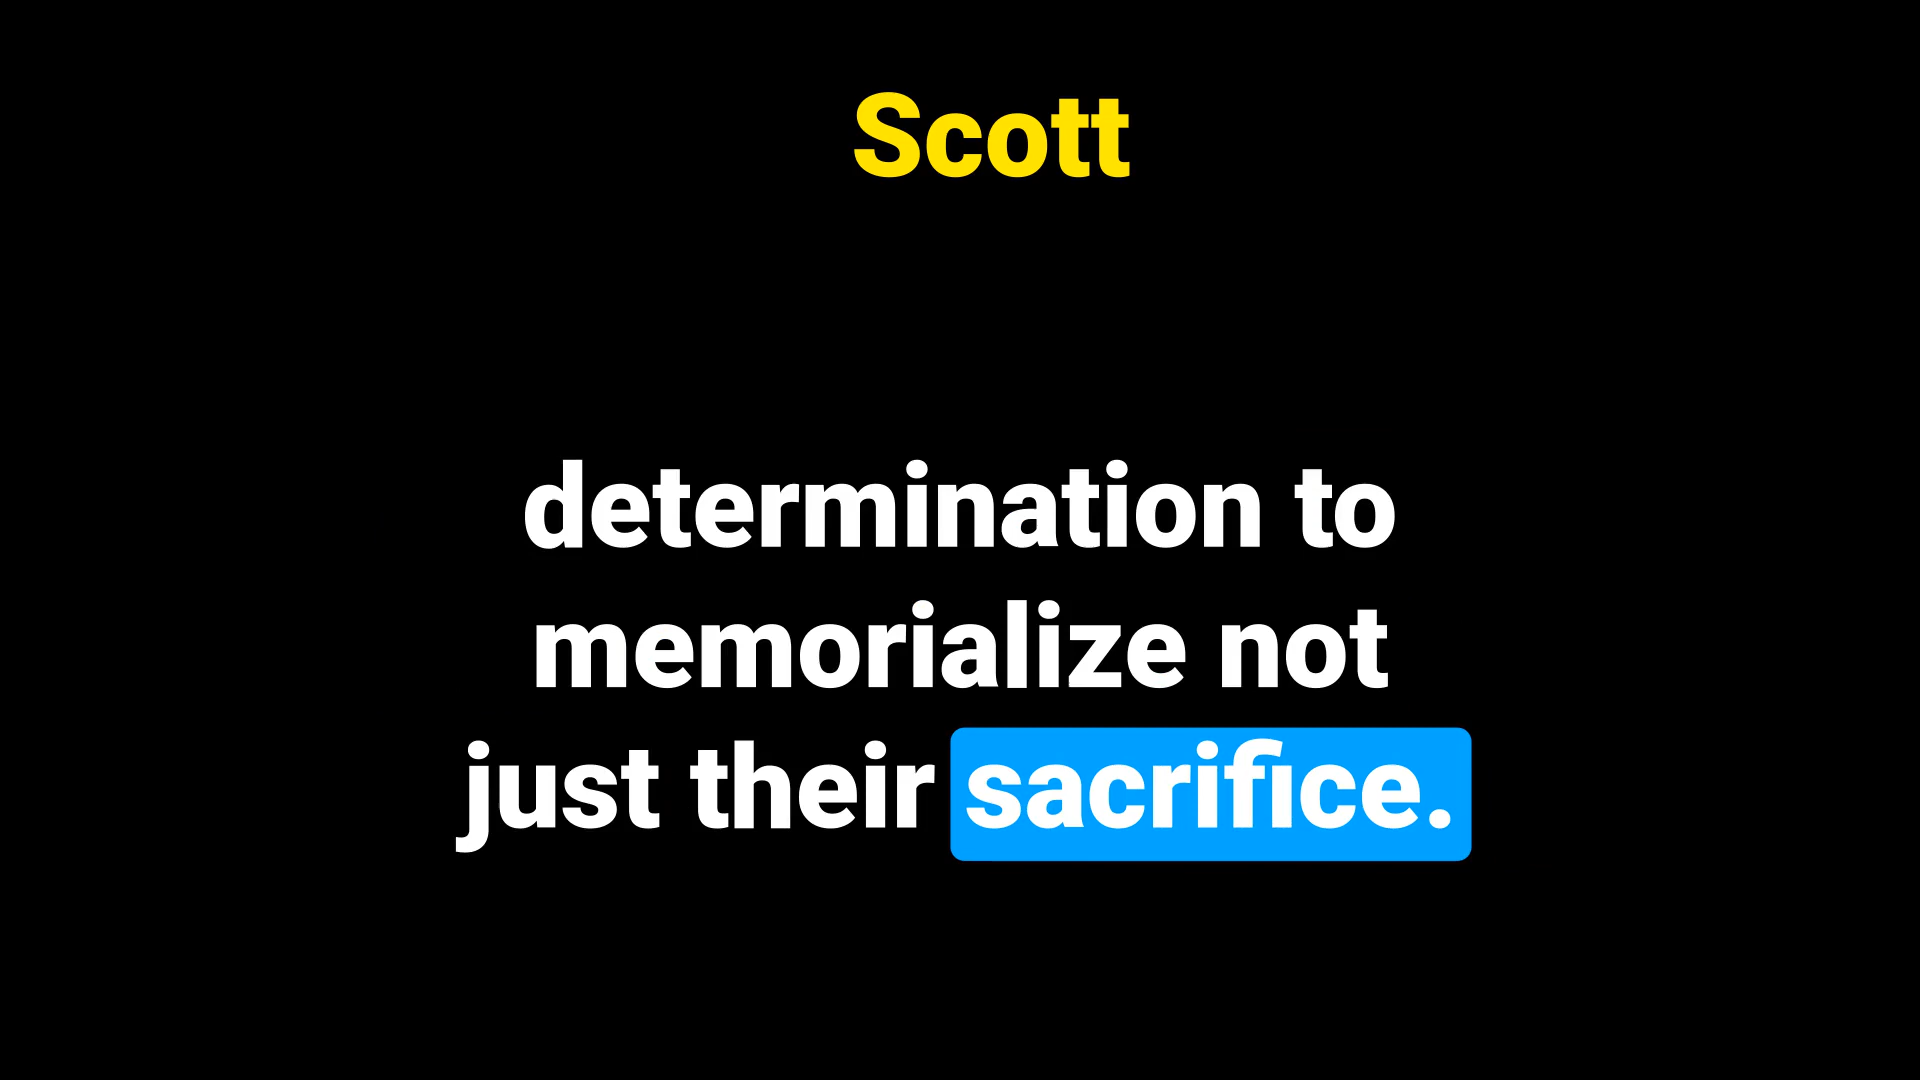 Scott
determination to
memorialize not
just their sacrifice.